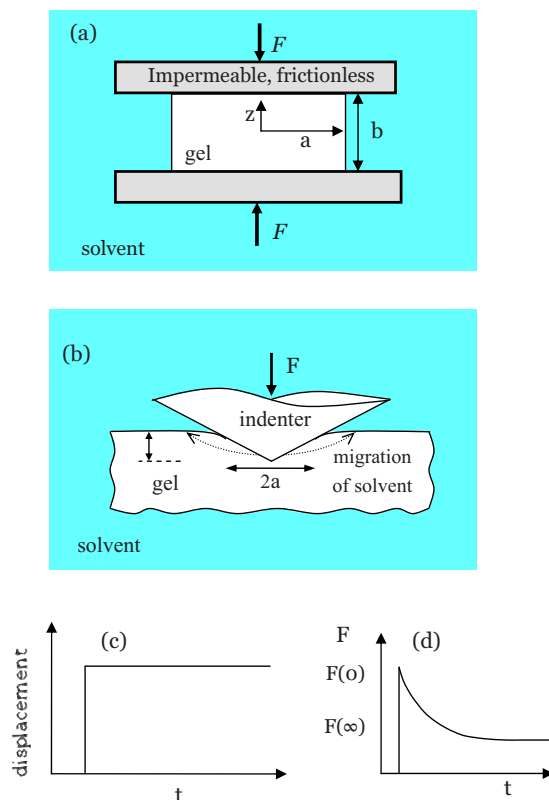 (a)
F
Impermeable, frictionless
z
a
b
gel
F
solvent
(b)
F
indenter
gel
2a
migration
of solvent
solvent
(c)
displacement
t
(d)
F
F(0)
F(∞)
t